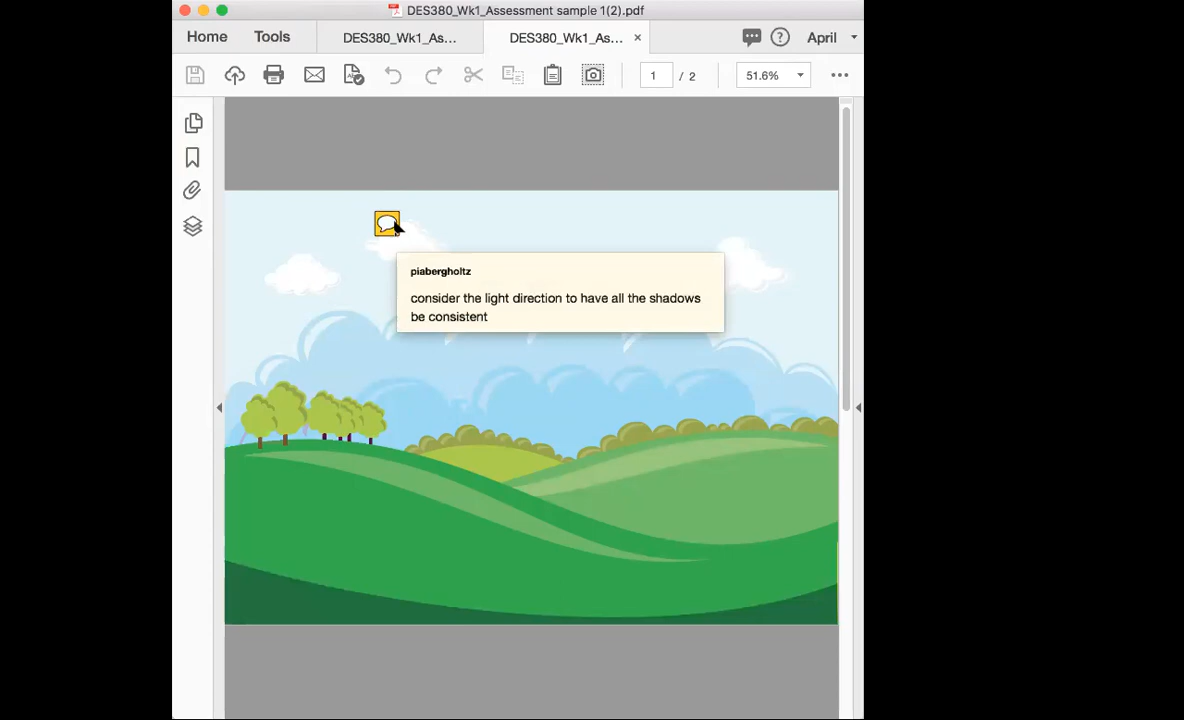 DES380_Wk1_Assessment sample 1(2).pdf
Home Tools DES380_Wk1_As... DES380_Wk1_As... × April
1 / 2 51.6%
piabergholtz
consider the light direction to have all the shadows
be consistent